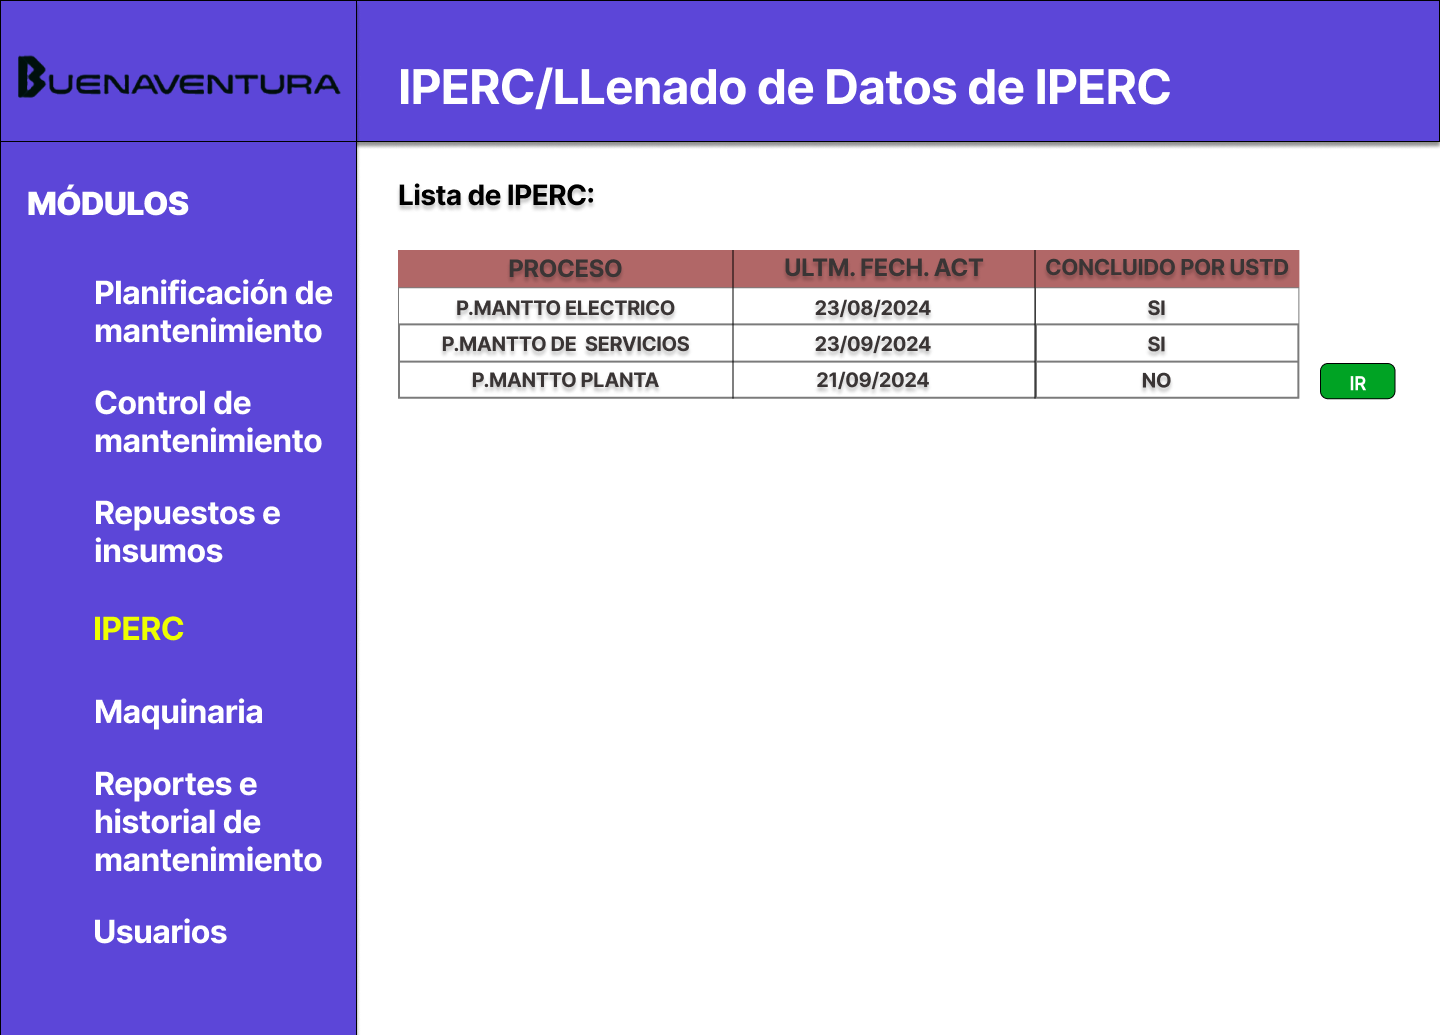 BUENAVENTURA
IPERC/LLenado de Datos de IPERC
MÓDULOS
Planificación de
mantenimiento
Control de
mantenimiento
Repuestos e
insumos
IPERC
Maquinaria
Reportes e
historial de
mantenimiento
Usuarios
Lista de IPERC:
PROCESO ULTM. FECH. ACT CONCLUIDO POR USTD
P.MANTTO ELECTRICO 23/08/2024 SI
P.MANTTO DE SERVICIOS 23/09/2024 SI
P.MANTTO PLANTA 21/09/2024 NO IR